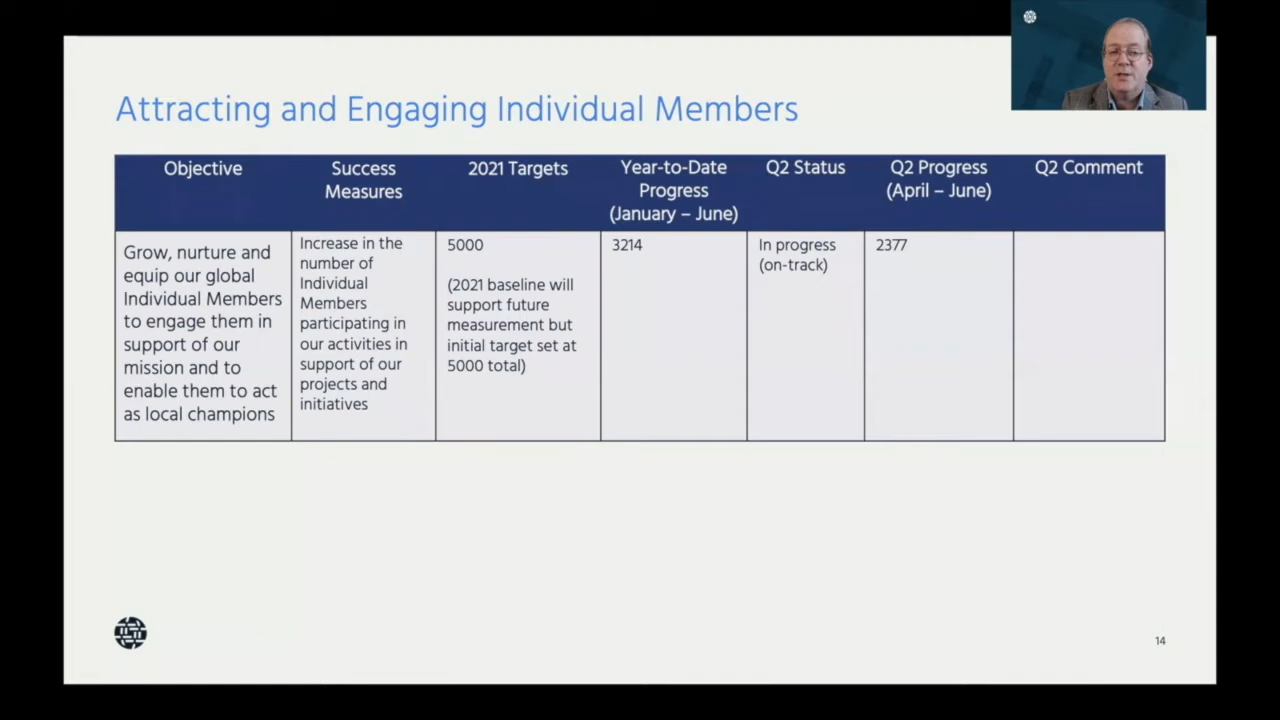 Attracting and Engaging Individual Members
Objective
Success
Measures
2021 Targets
Year-to-Date
Progress
(January – June)
Q2 Status
Q2 Progress
(April – June)
Q2 Comment
Grow, nurture and
equip our global
Individual Members
to engage them in
support of our
mission and to
enable them to act
as local champions
Increase in the
number of
Individual
Members
participating in
our activities in
support of our
projects and
initiatives
5000
(2021 baseline will
support future
measurement but
initial target set at
5000 total)
3214
In progress
(on-track)
2377
14